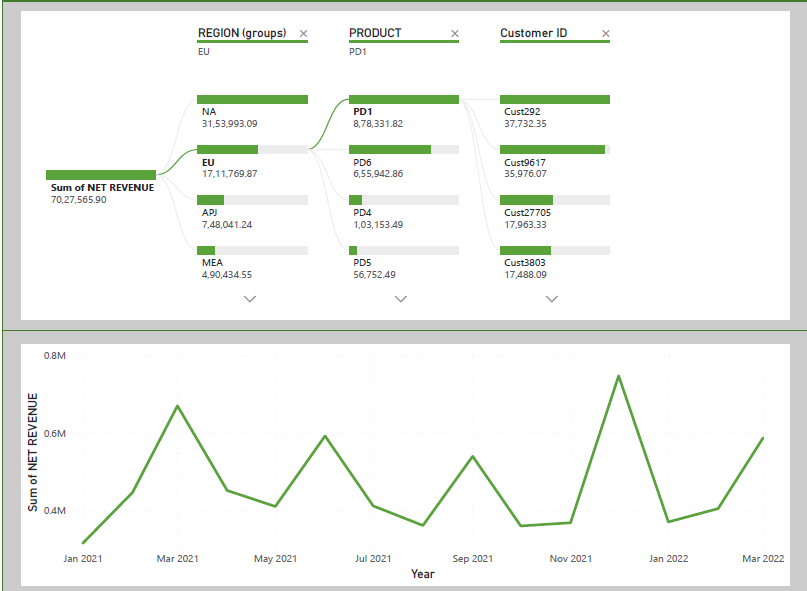 REGION (groups) ×
EU
PRODUCT ×
PD1
Customer ID ×
Sum of NET REVENUE
70,27,565.90
NA
31,53,993.09
EU
17,11,769.87
APJ
7,48,041.24
MEA
4,90,434.55
PD1
8,78,331.82
PD6
6,55,942.86
PD4
1,03,153.49
PD5
56,752.49
Cust292
37,732.35
Cust9617
35,976.07
Cust27705
17,963.33
Cust3803
17,488.09
Sum of NET REVENUE
0.8M
0.6M
0.4M
Jan 2021 Mar 2021 May 2021 Jul 2021 Sep 2021 Nov 2021 Jan 2022 Mar 2022
Year